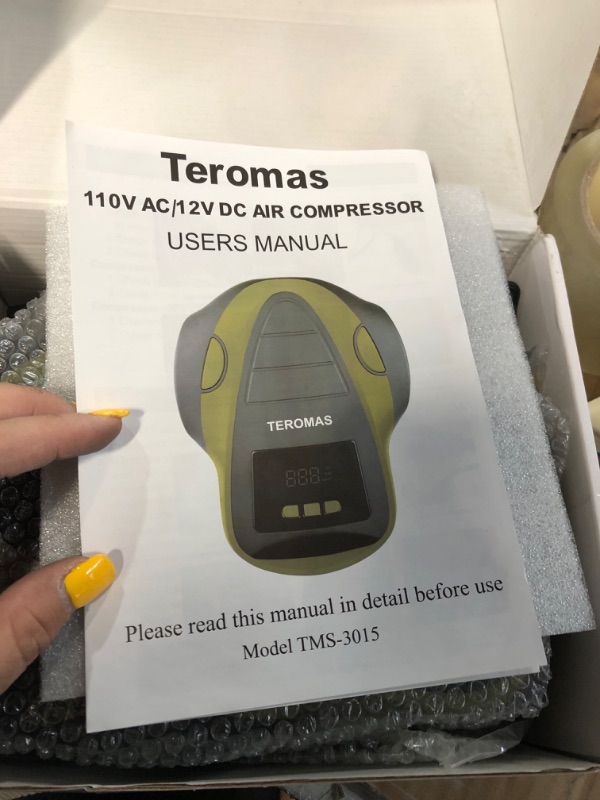 Teromas
110V AC/12V DC AIR COMPRESSOR
USERS MANUAL
TEROMAS
888
Please read this manual in detail before use
Model TMS-3015